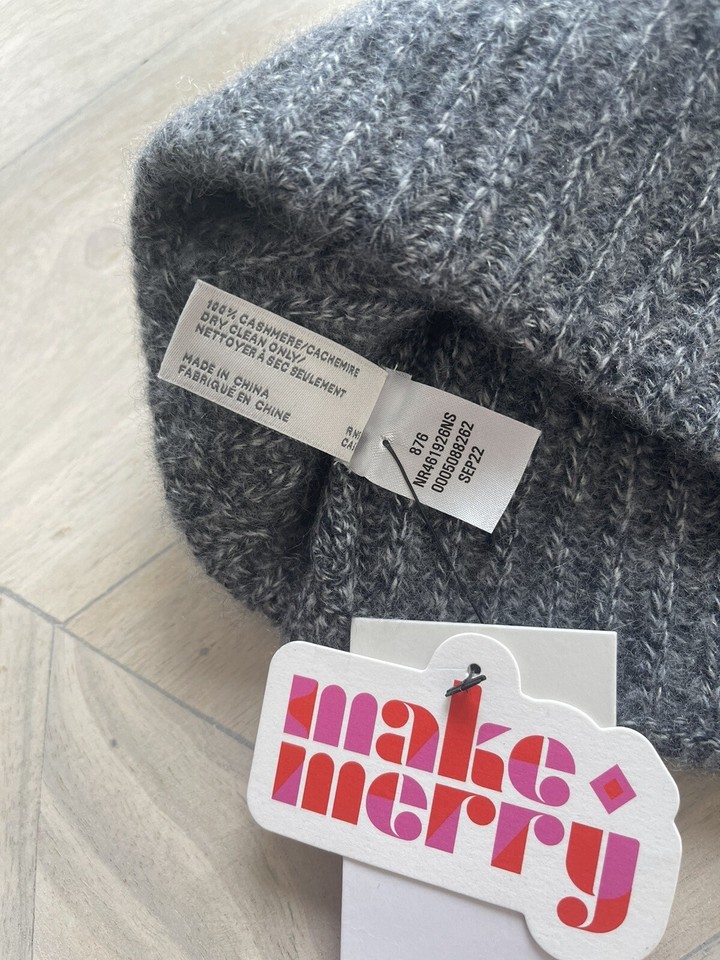 100% CASHMERE/CACHEMIRE
DRY CLEAN ONLY/
NETTOYER À SEC SEULEMENT
MADE IN CHINA
FABRIQUÉ EN CHINE
876
NR461926NS
0005088262
SEP22
make
merry